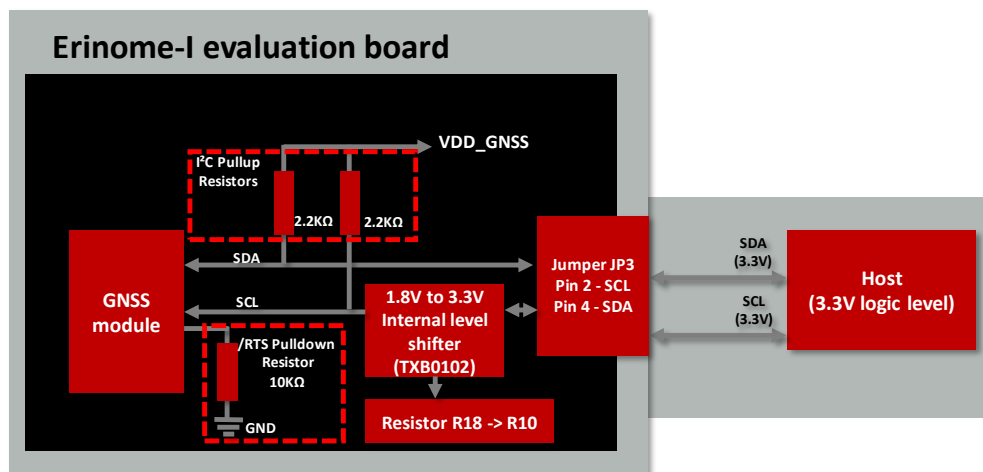 Erinome-I evaluation board
VDD_GNSS
I²C Pullup
Resistors
2.2KΩ
2.2KΩ
SDA
SCL
GNSS
module
/RTS Pulldown
Resistor
10KΩ
GND
1.8V to 3.3V
Internal level
shifter
(TXB0102)
Resistor R18 -> R10
Jumper JP3
Pin 2 - SCL
Pin 4 - SDA
SDA
(3.3V)
SCL
(3.3V)
Host
(3.3V logic level)